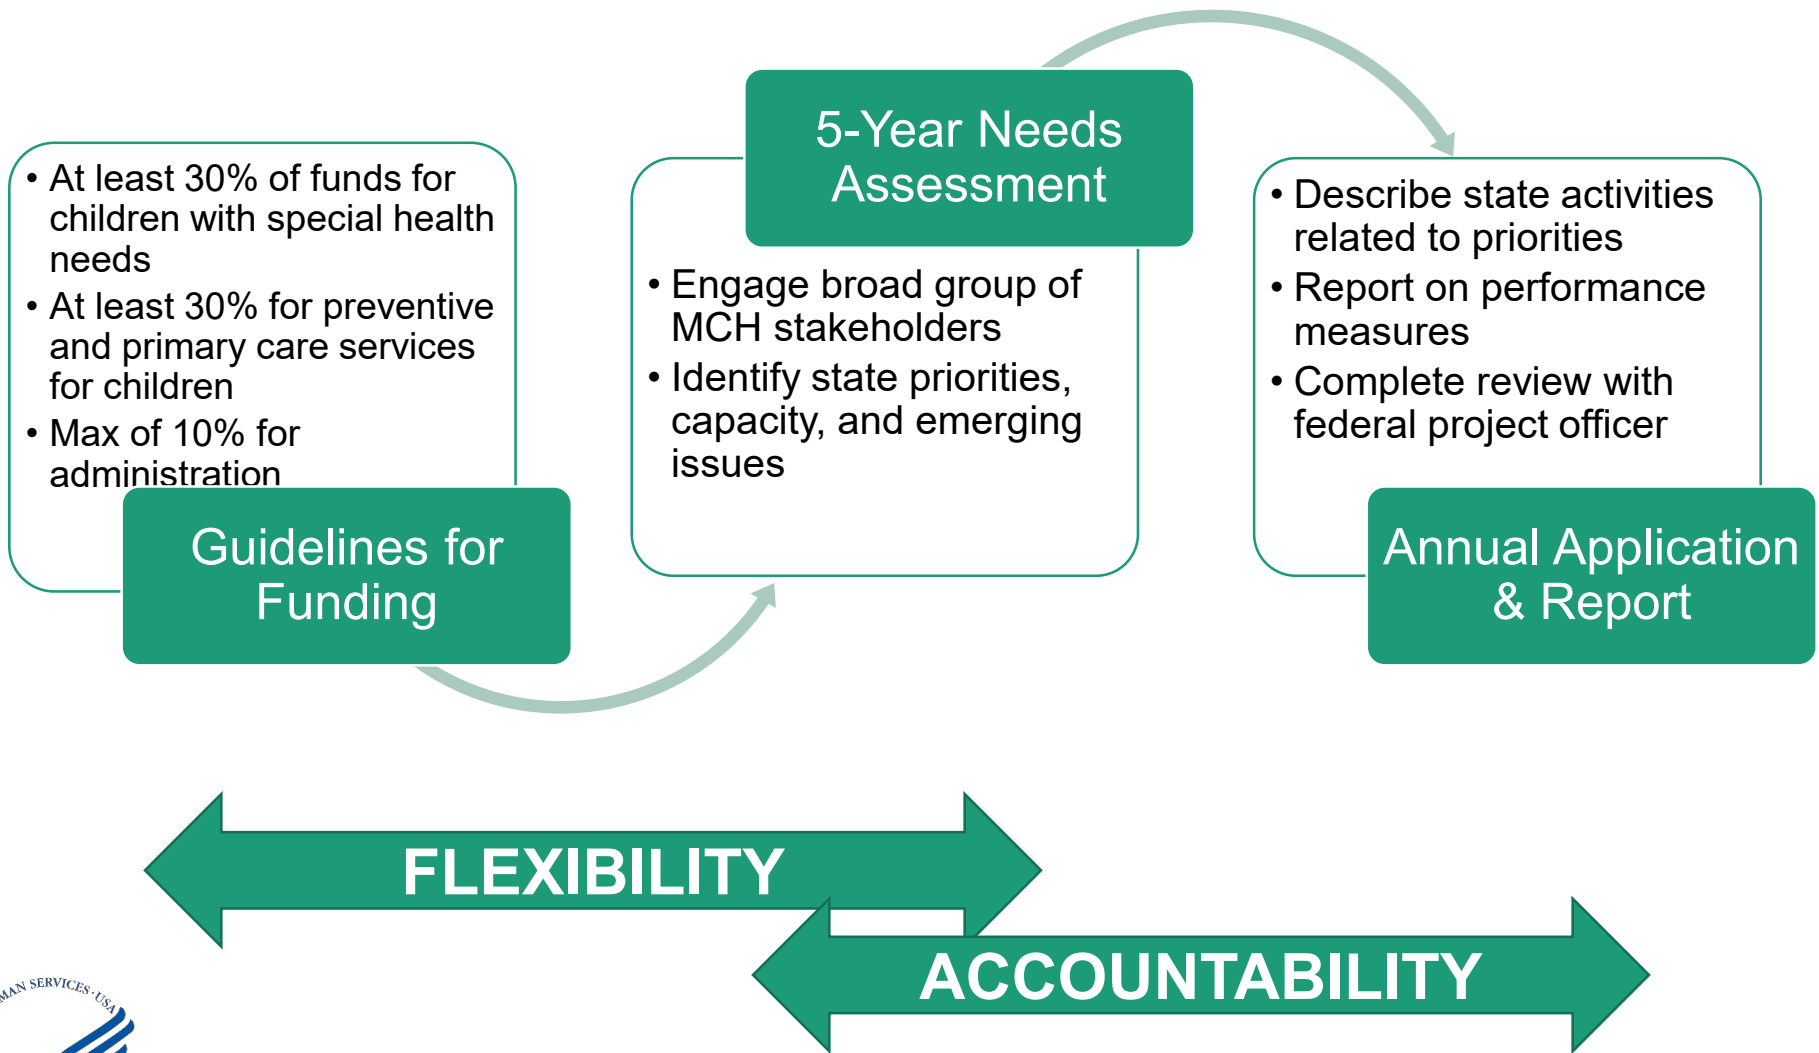 • At least 30% of funds for
children with special health
needs
• At least 30% for preventive
and primary care services
for children
• Max of 10% for
administration
Guidelines for
Funding
5-Year Needs
Assessment
• Engage broad group of
MCH stakeholders
• Identify state priorities,
capacity, and emerging
issues
• Describe state activities
related to priorities
• Report on performance
measures
• Complete review with
federal project officer
Annual Application
& Report
FLEXIBILITY
ACCOUNTABILITY
SERVICES · USA